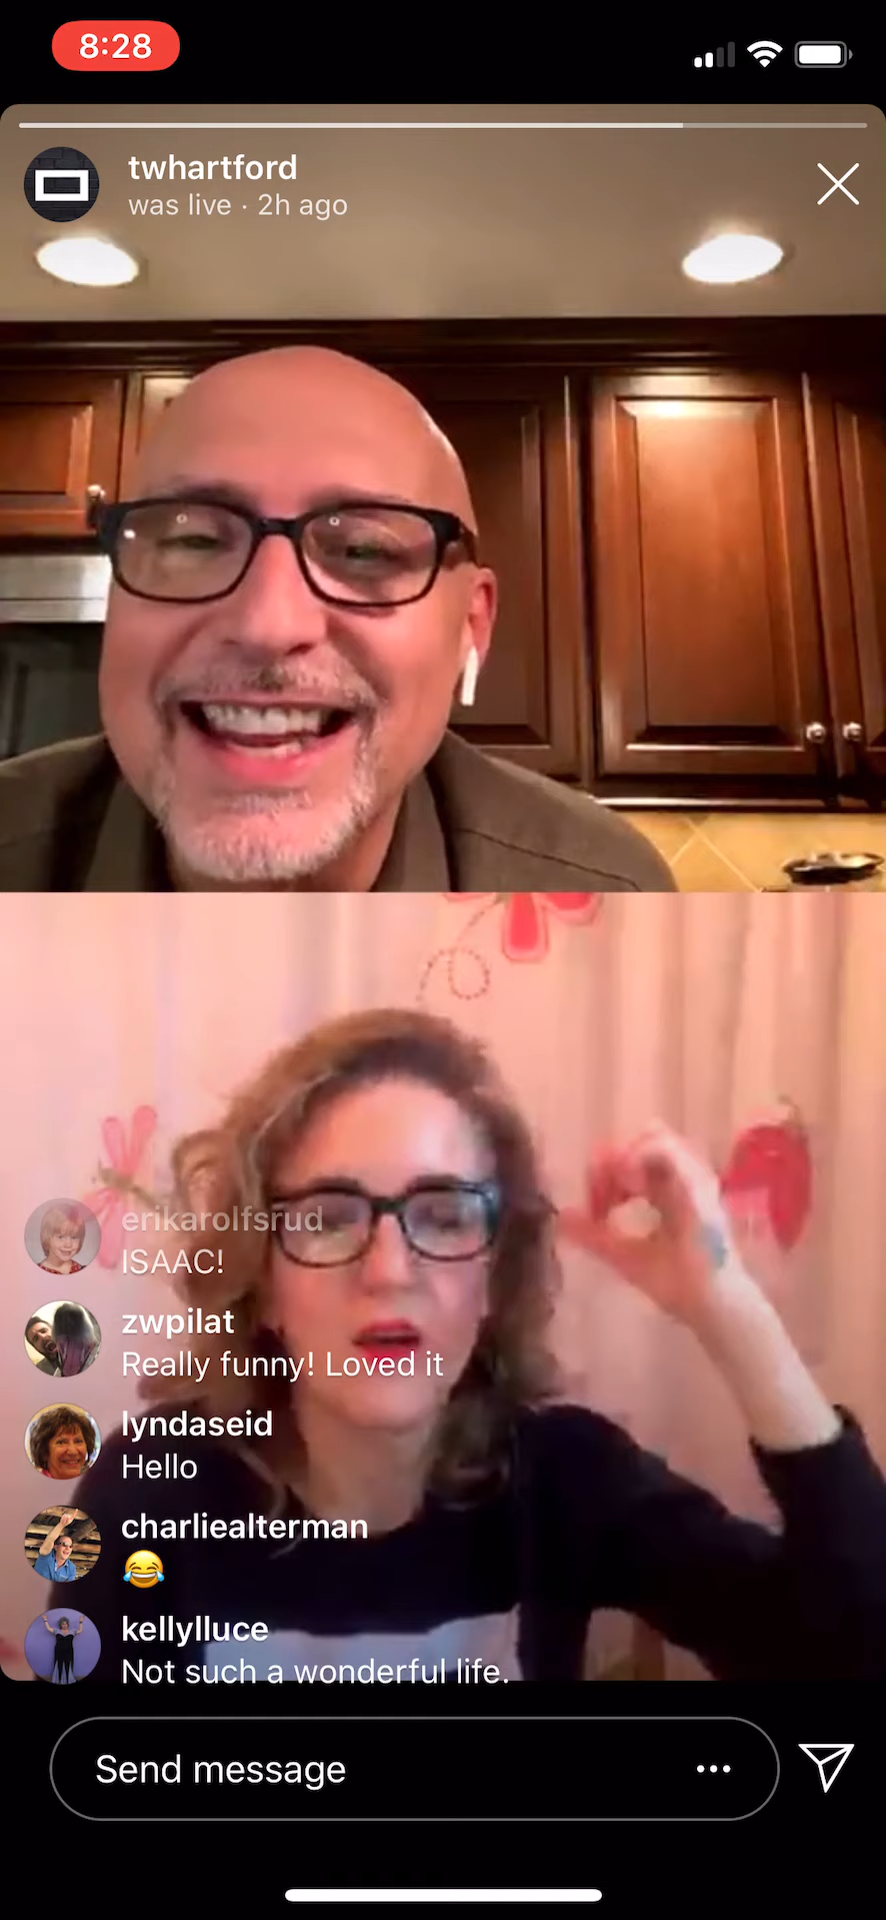 8:28
twhartford
was live · 2h ago
erikarolfsrud
ISAAC!
zwpilat
Really funny! Loved it
lyndaseid
Hello
charliealterman
😂
kellylluce
Not such a wonderful life.
Send message